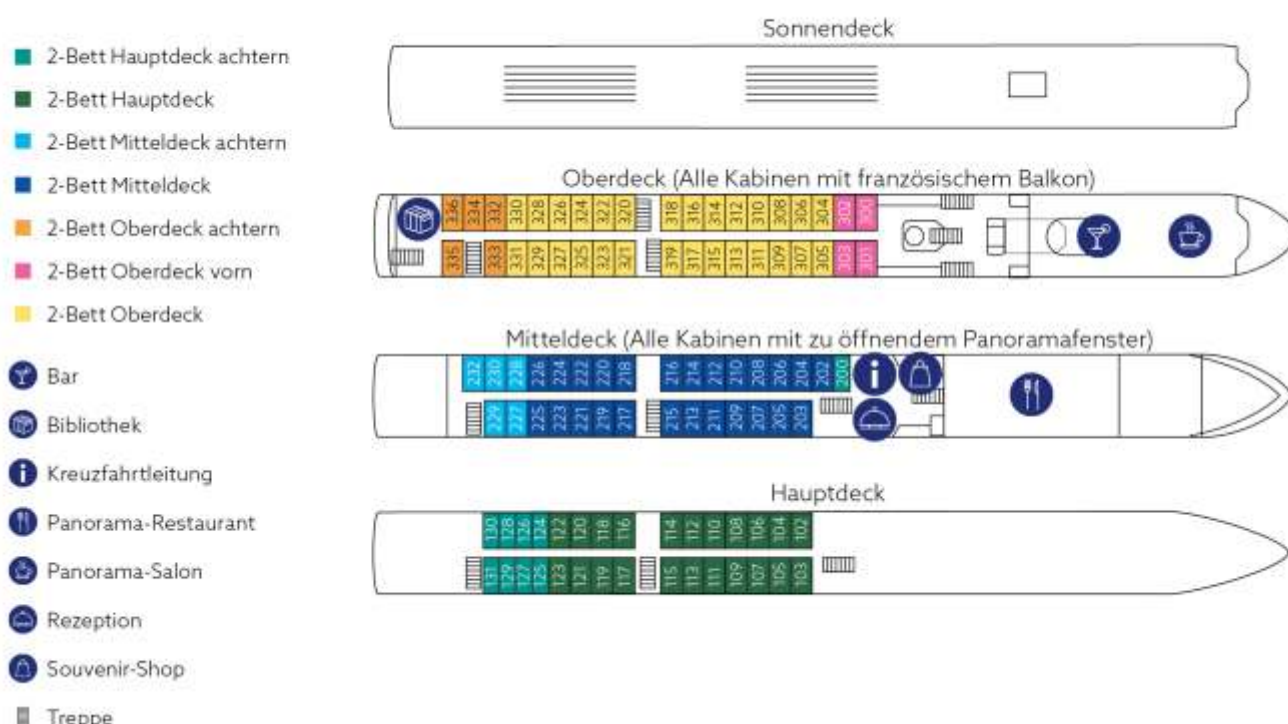 2-Bett Hauptdeck achtern
2-Bett Hauptdeck
2-Bett Mitteldeck achtern
2-Bett Mitteldeck
2-Bett Oberdeck achtern
2-Bett Oberdeck vorn
2-Bett Oberdeck
Bar
Bibliothek
Kreuzfahrtleitung
Panorama-Restaurant
Panorama-Salon
Rezeption
Souvenir-Shop
Treppe
Sonnendeck
Oberdeck (Alle Kabinen mit französischem Balkon)
336 334 332 330 328 326 324 322 320 318 316 314 312 310 308 306 304 302 300
335 333 331 329 327 325 323 321 319 317 315 313 311 309 307 305 303 301
Mitteldeck (Alle Kabinen mit zu öffnendem Panoramafenster)
232 230 228 226 224 222 220 218 216 214 212 210 208 206 204 202 200
229 227 225 223 221 219 217 215 213 211 209 207 205 203
Hauptdeck
130 128 126 124 122 120 118 116 114 112 110 108 106 104 102
131 129 127 125 123 121 119 117 115 113 111 109 107 105 103